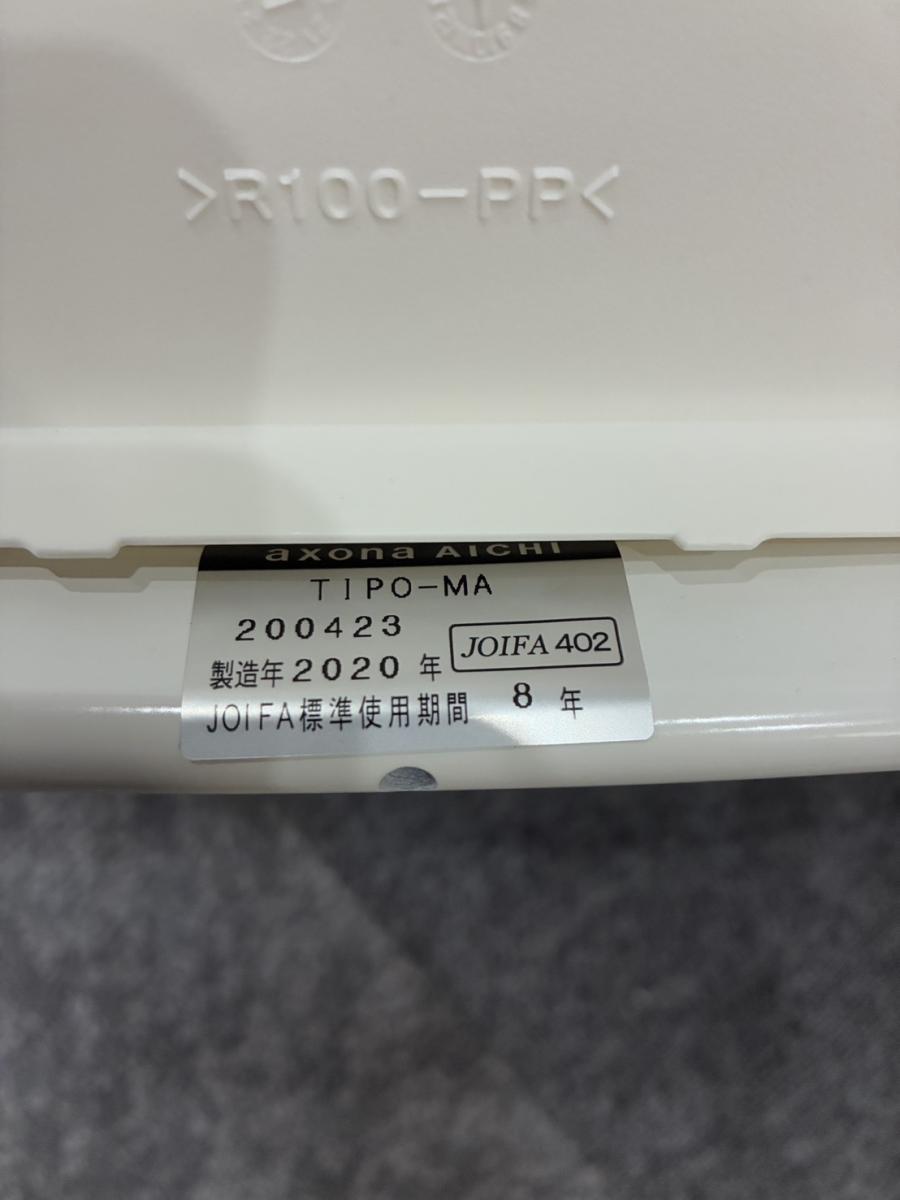 >R100-PP<
axona AICHI
TIPO-MA
200423
JOIFA 402
製造年2020年
JOIFA標準使用期間 8年